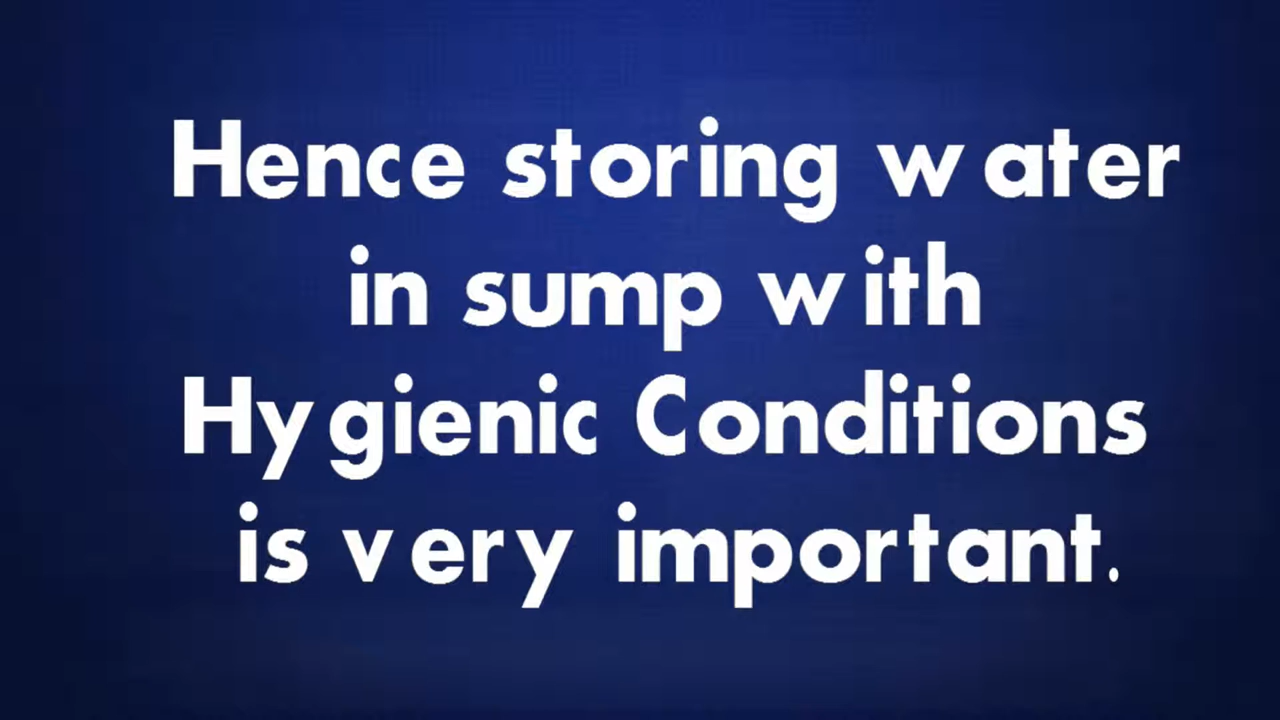 Hence storing water
in sump with
Hygienic Conditions
is very important.